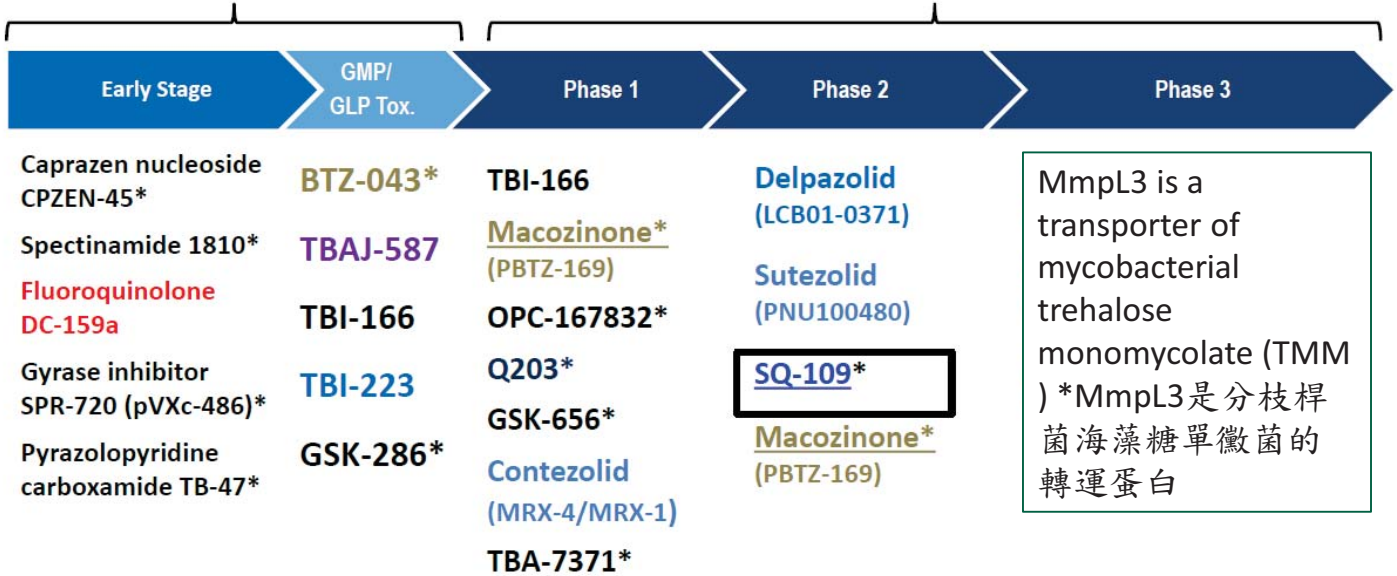 Early Stage
GMP/
GLP Tox.
Phase 1
Phase 2
Phase 3
Caprazen nucleoside
CPZEN-45*
Spectinamide 1810*
Fluoroquinolone
DC-159a
Gyrase inhibitor
SPR-720 (pVXc-486)*
Pyrazolopyridine
carboxamide TB-47*
BTZ-043*
TBAJ-587
TBI-166
TBI-223
GSK-286*
TBI-166
Macozinone*
(PBTZ-169)
OPC-167832*
Q203*
GSK-656*
Contezolid
(MRX-4/MRX-1)
TBA-7371*
Delpazolid
(LCB01-0371)
Sutezolid
(PNU100480)
SQ-109*
Macozinone*
(PBTZ-169)
MmpL3 is a
transporter of
mycobacterial
trehalose
monomycolate (TMM
) *MmpL3是分枝桿
菌海藻糖單黴菌的
轉運蛋白